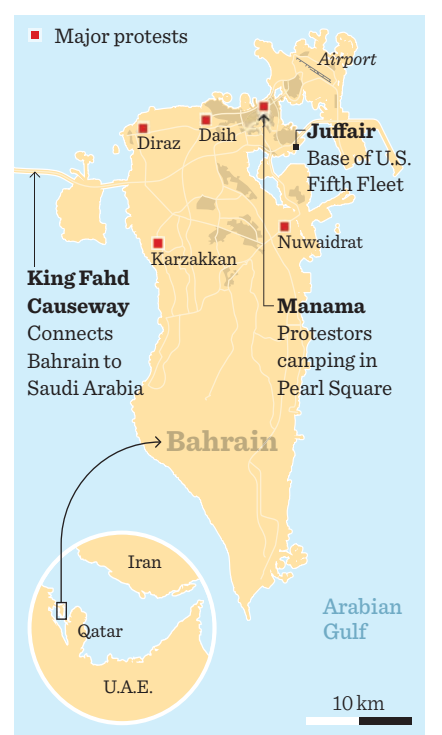 Major protests
Airport
Diraz
Daih
Juffair
Base of U.S.
Fifth Fleet
Karzakkan
Nuwaidrat
King Fahd
Causeway
Connects
Bahrain to
Saudi Arabia
Manama
Protestors
camping in
Pearl Square
Bahrain
Iran
Qatar
U.A.E.
Arabian
Gulf
10 km